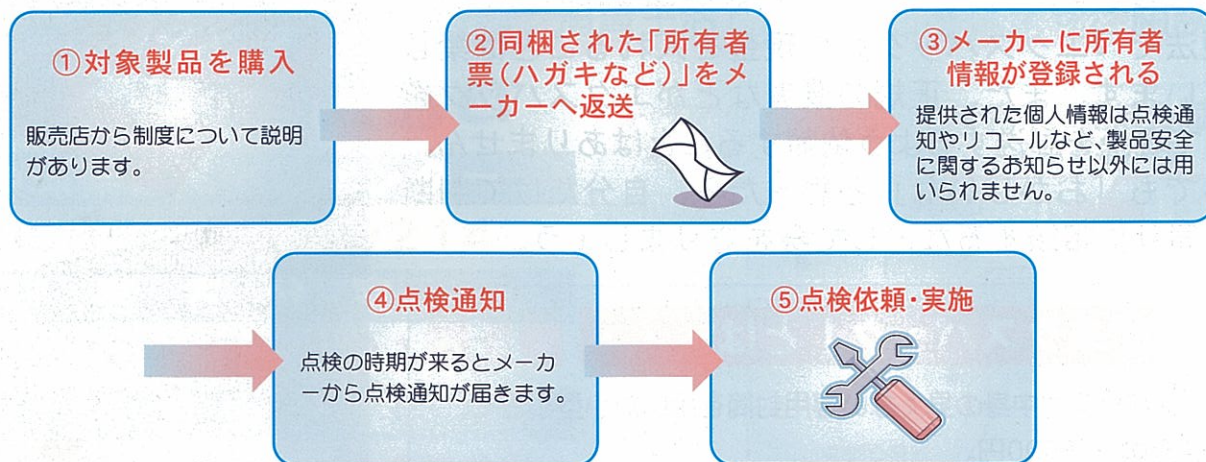 ①対象製品を購入
販売店から制度について説明
があります。
②同梱された「所有者
票(ハガキなど)」をメ
ーカーへ返送
③メーカーに所有者
情報が登録される
提供された個人情報は点検通
知やリコールなど、製品安全
に関するお知らせ以外には用
いられません。
④点検通知
点検の時期が来るとメーカ
ーから点検通知が届きます。
⑤点検依頼・実施